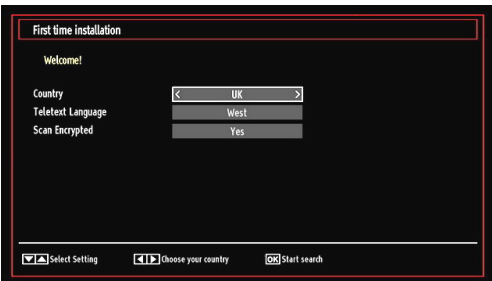 First time installation
Welcome!
Country < UK >
Teletext Language West
Scan Encrypted Yes
Select Setting Choose your country OK Start search